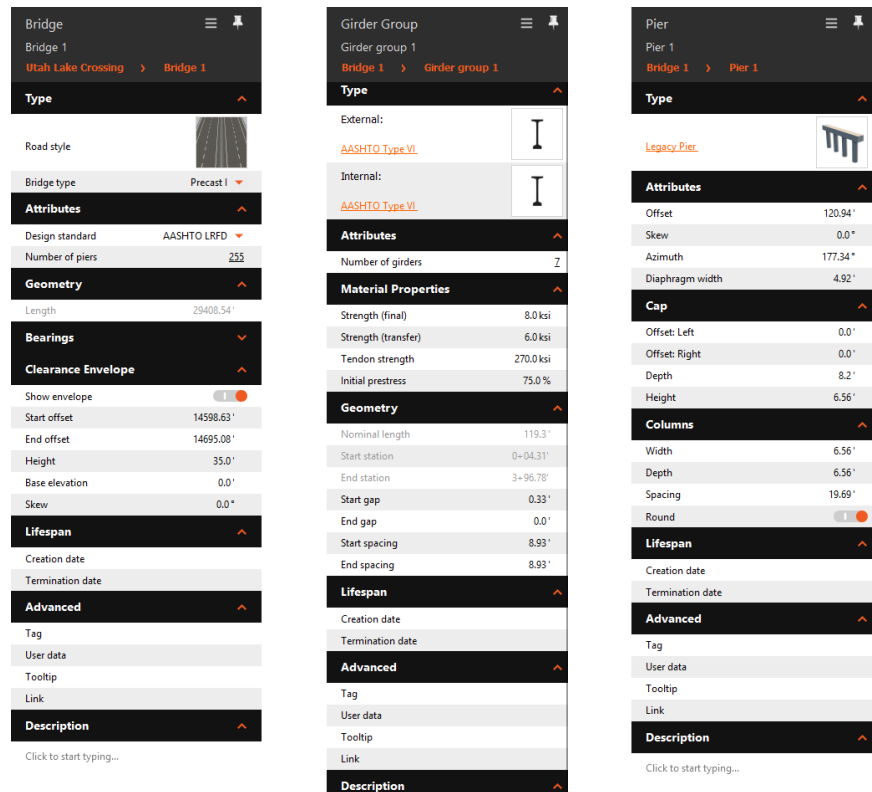 Bridge
Bridge 1
Utah Lake Crossing > Bridge 1
Type
Road style
Bridge type Precast I
Attributes
Design standard AASHTO LRFD
Number of piers 255
Geometry
Length 29408.54'
Bearings
Clearance Envelope
Show envelope
Start offset 14598.63'
End offset 14695.08'
Height 35.0'
Base elevation 0.0'
Skew 0.0°
Lifespan
Creation date
Termination date
Advanced
Tag
User data
Tooltip
Link
Description
Click to start typing...
Girder Group
Girder group 1
Bridge 1 > Girder group 1
Type
External:
AASHTO Type VI
Internal:
AASHTO Type VI
Attributes
Number of girders 7
Material Properties
Strength (final) 8.0 ksi
Strength (transfer) 6.0 ksi
Tendon strength 270.0 ksi
Initial prestress 75.0 %
Geometry
Nominal length 119.3'
Start station 0+04.31'
End station 3+96.78'
Start gap 0.33'
End gap 0.0'
Start spacing 8.93'
End spacing 8.93'
Lifespan
Creation date
Termination date
Advanced
Tag
User data
Tooltip
Link
Description
Pier
Pier 1
Bridge 1 > Pier 1
Type
Legacy Pier
Attributes
Offset 120.94'
Skew 0.0°
Azimuth 177.34°
Diaphragm width 4.92'
Cap
Offset: Left 0.0'
Offset: Right 0.0'
Depth 8.2'
Height 6.56'
Columns
Width 6.56'
Depth 6.56'
Spacing 19.69'
Round
Lifespan
Creation date
Termination date
Advanced
Tag
User data
Tooltip
Link
Description
Click to start typing...